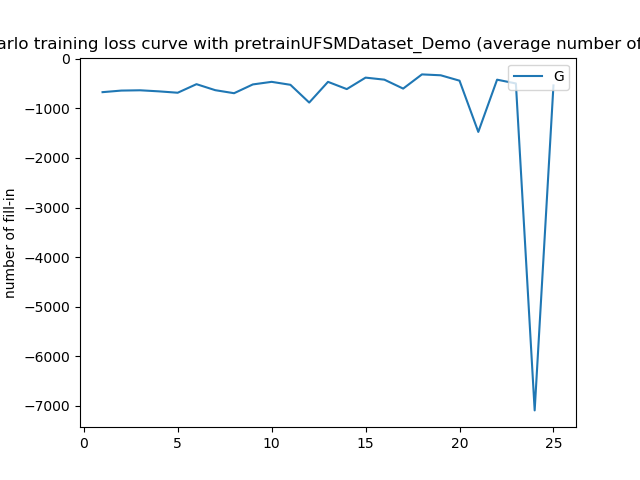 arlo training loss curve with pretrainUFSMDataset_Demo (average number of
G
0
−1000
−2000
−3000
−4000
−5000
−6000
−7000
number of fill-in
0 5 10 15 20 25